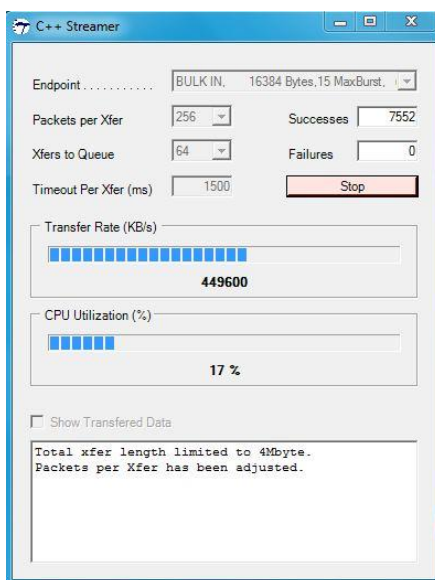 C++ Streamer
Endpoint . . . . . . . . . . . BULK IN, 16384 Bytes,15 MaxBurst,
Packets per Xfer 256 Successes 7552
Xfers to Queue 64 Failures 0
Timeout Per Xfer (ms) 1500 Stop
Transfer Rate (KB/s)
449600
CPU Utilization (%)
17 %
Show Transfered Data
Total xfer length limited to 4Mbyte.
Packets per Xfer has been adjusted.